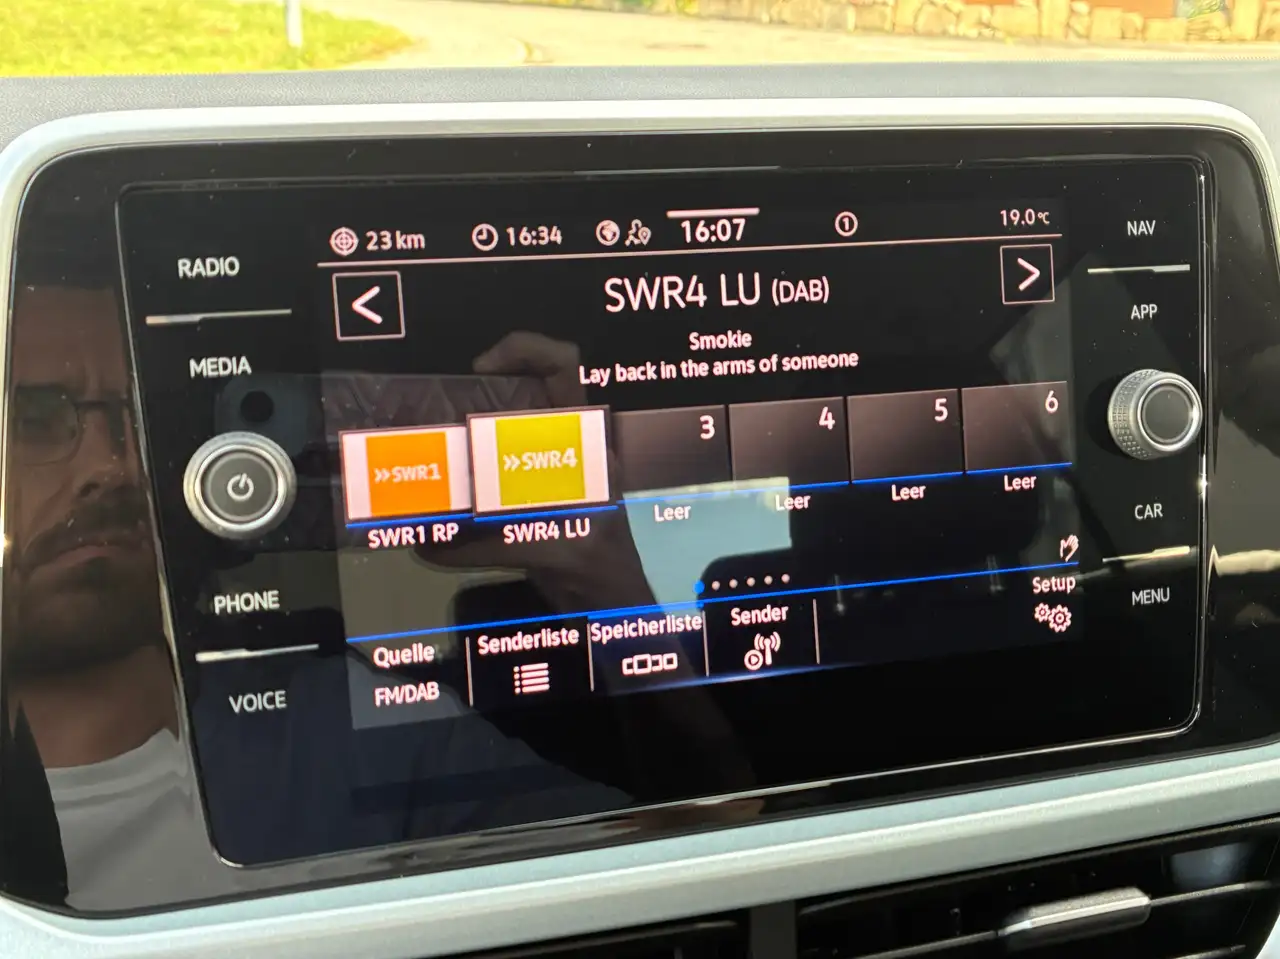 23 km 16:34 16:07 1 19.0°C
RADIO
MEDIA
PHONE
VOICE
< SWR4 LU (DAB) >
Smokie
Lay back in the arms of someone
»SWR1 »SWR4 3 4 5 6
SWR1 RP SWR4 LU Leer Leer Leer Leer
Quelle Senderliste Speicherliste Sender Setup
FM/DAB
NAV
APP
CAR
MENU